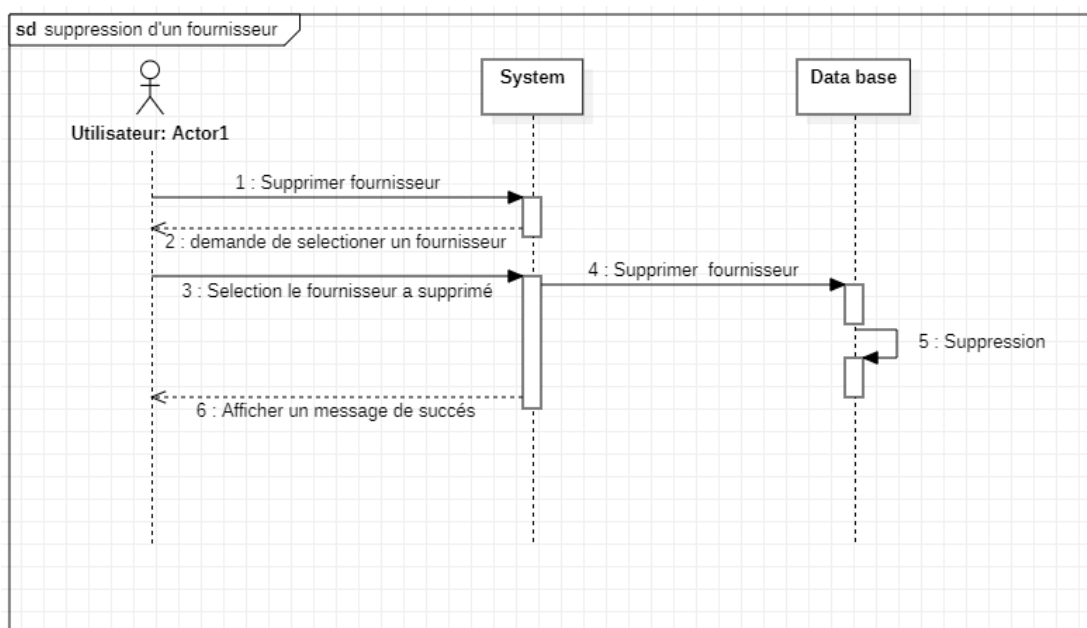 sd suppression d'un fournisseur
System
Data base
Utilisateur: Actor1
1 : Supprimer fournisseur
2 : demande de selectioner un fournisseur
4 : Supprimer fournisseur
3 : Selection le fournisseur a supprimé
5 : Suppression
6 : Afficher un message de succés